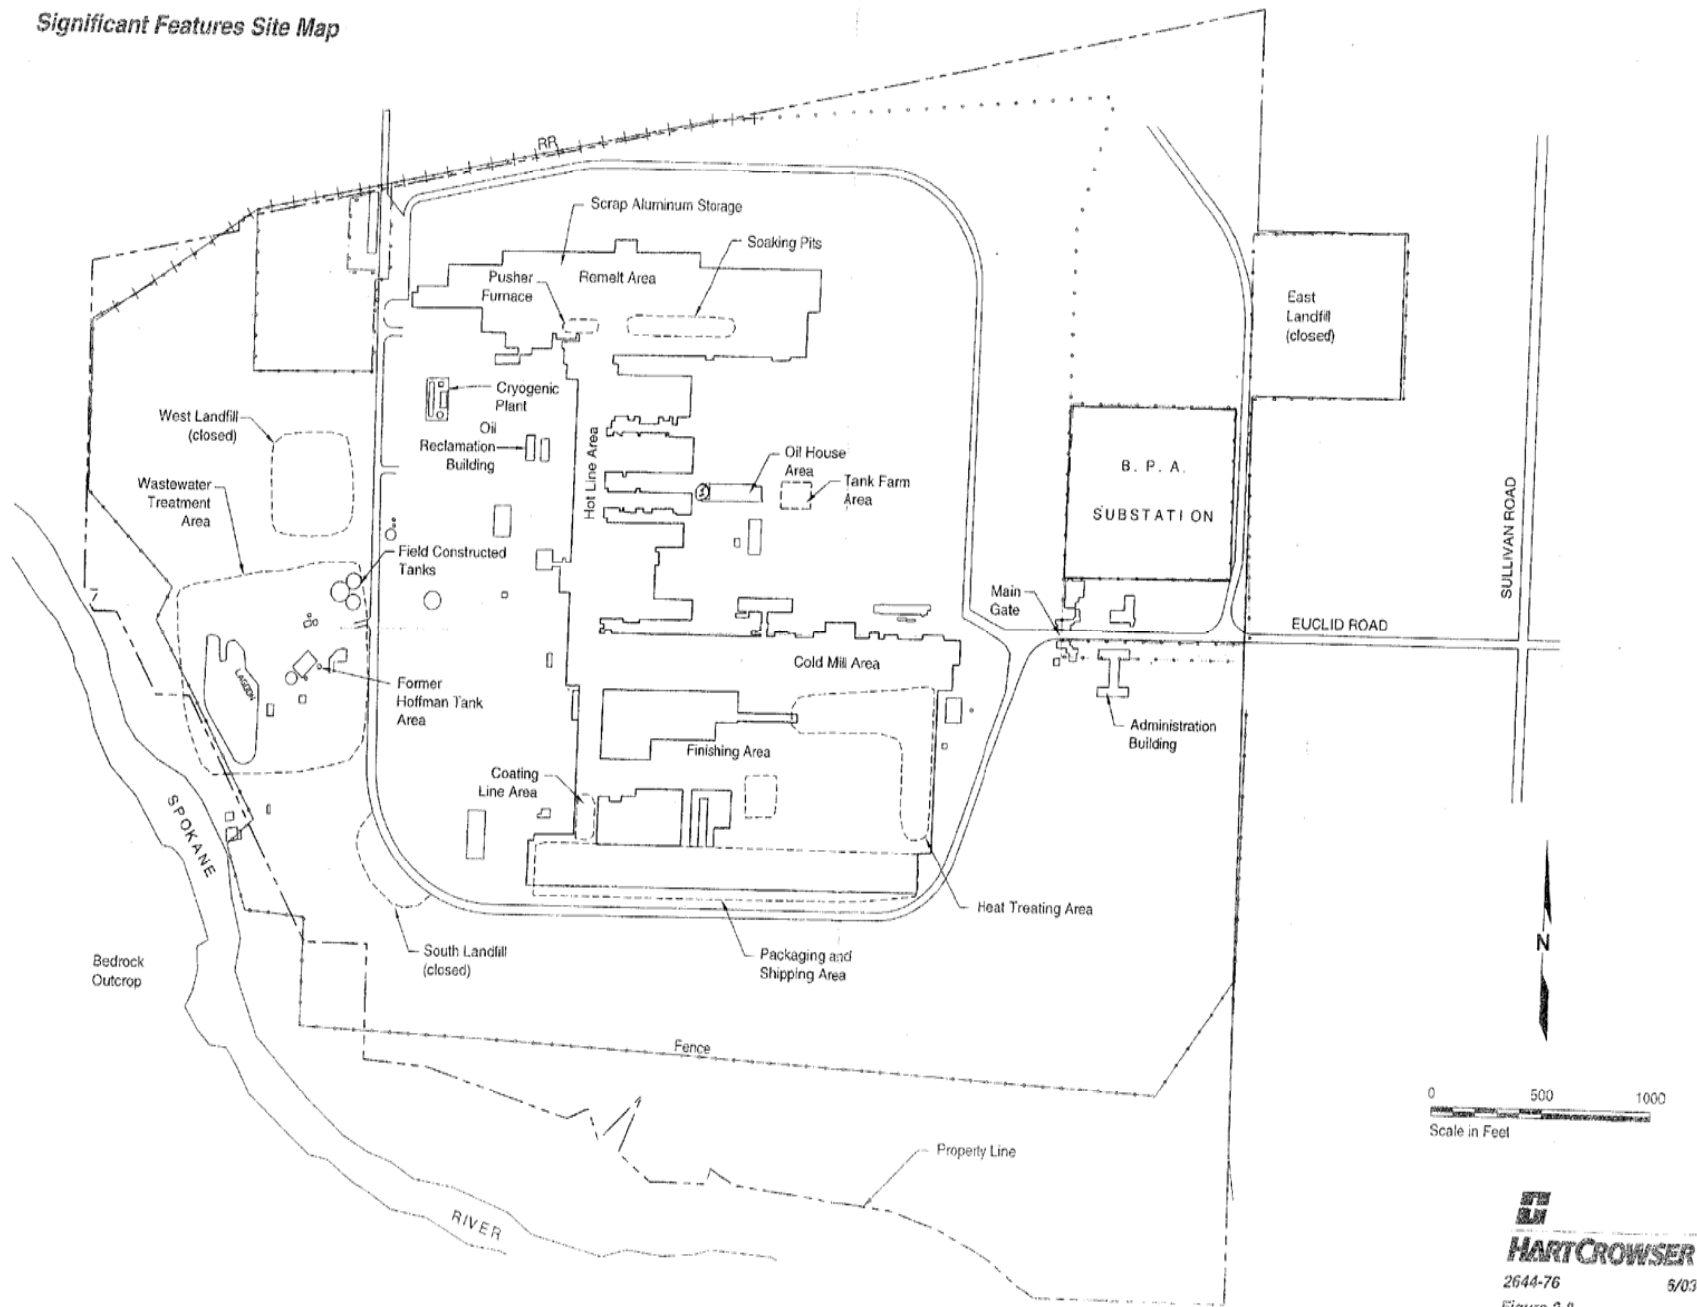 Significant Features Site Map
RR
Scrap Aluminum Storage
Soaking Pits
Remelt Area
Pusher
Furnace
East
Landfill
(closed)
Cryogenic
Plant
West Landfill
(closed)
Oil
Reclamation
Building
Hot Line Area
Oil House
Area
Tank Farm
Area
B. P. A.
SUBSTATION
SULLIVAN ROAD
Wastewater
Treatment
Area
Field Constructed
Tanks
Main
Gate
EUCLID ROAD
Cold Mill Area
LAGOON
Former
Hoffman Tank
Area
Administration
Building
Finishing Area
Coating
Line Area
SPOKANE
Heat Treating Area
South Landfill
(closed)
Packaging and
Shipping Area
Bedrock
Outcrop
N
Fence
0 500 1000
Scale in Feet
Property Line
RIVER
HARTCROWSER
2644-76 6/03